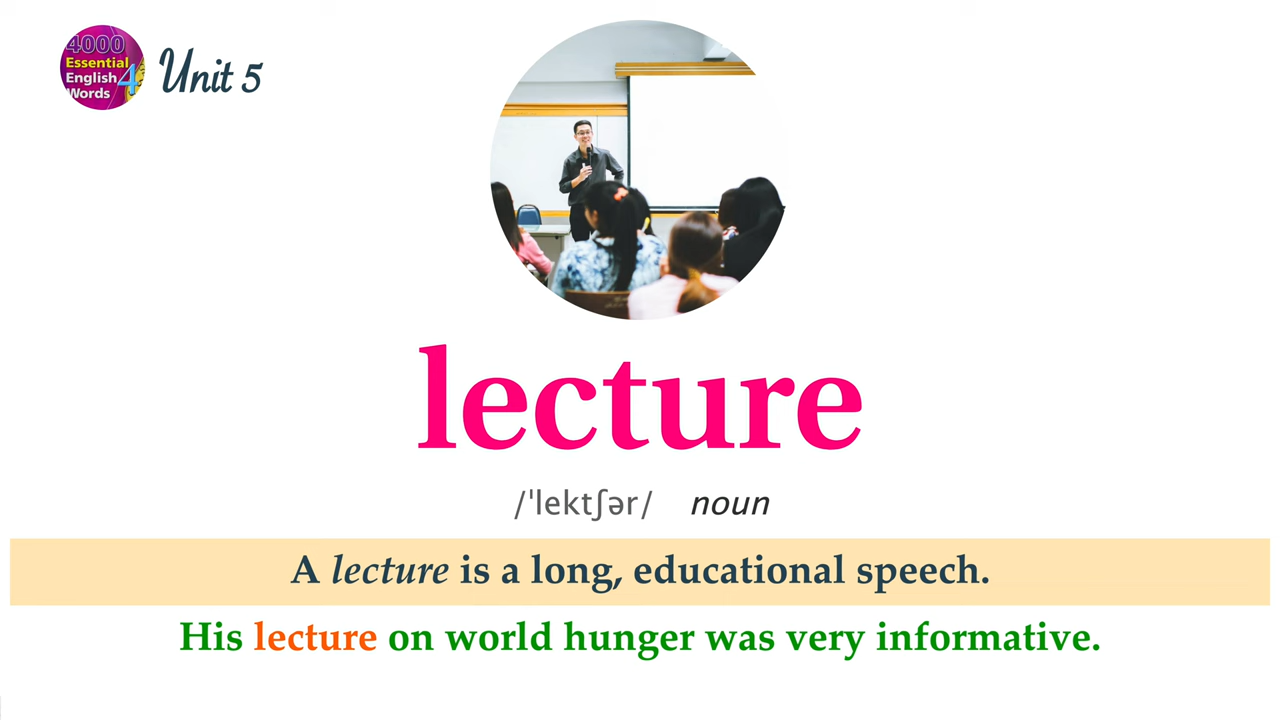 4000
Essential
English
Words
4
Unit 5
lecture
/ˈlektʃər/ noun
A lecture is a long, educational speech.
His lecture on world hunger was very informative.